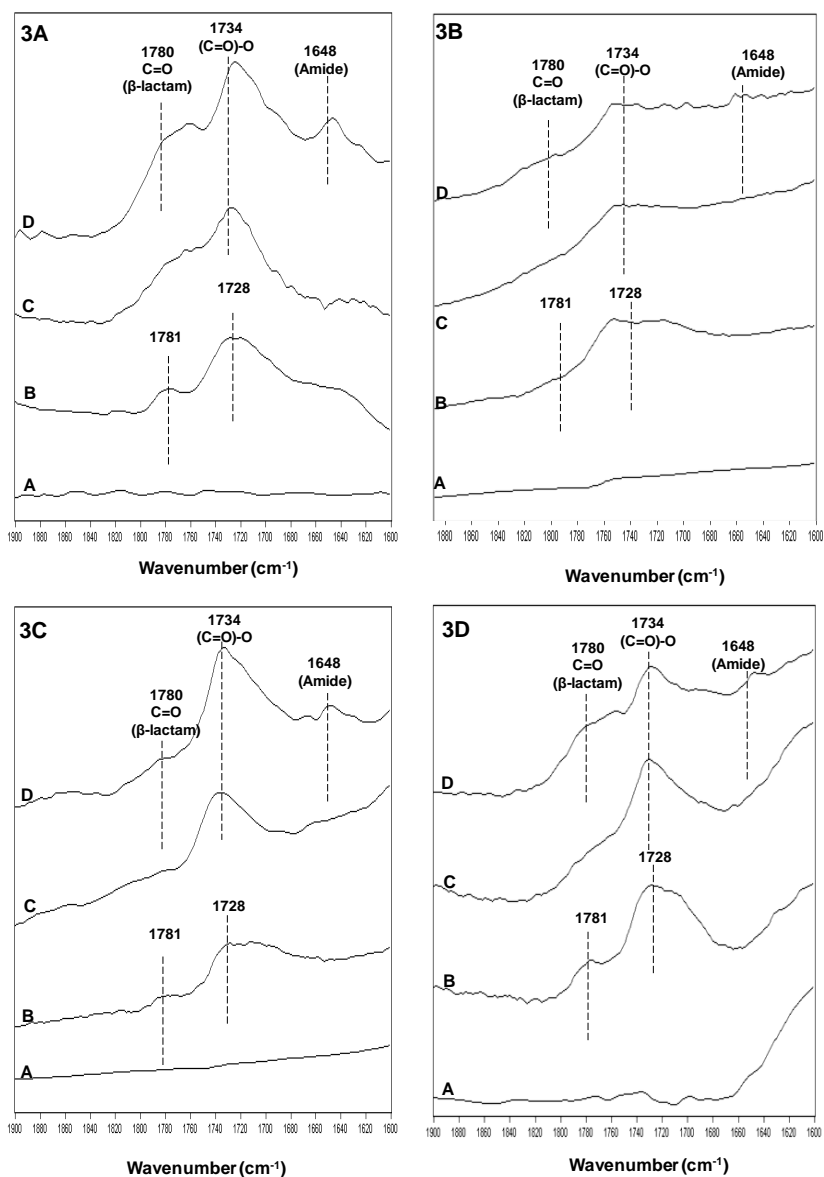 3A
1780
C=O
(β-lactam)
1734
(C=O)-O
1648
(Amide)
D
C
1728
1781
B
A
1900 1880 1860 1840 1820 1800 1780 1760 1740 1720 1700 1680 1660 1640 1620 1600
Wavenumber (cm⁻¹)
3B
1780
C=O
(β-lactam)
1734
(C=O)-O
1648
(Amide)
D
C
1781
1728
B
A
1880 1860 1840 1820 1800 1780 1760 1740 1720 1700 1680 1660 1640 1620 1600
Wavenumber (cm⁻¹)
3C
1734
(C=O)-O
1780
C=O
(β-lactam)
1648
(Amide)
D
C
1781
1728
B
A
1900 1880 1860 1840 1820 1800 1780 1760 1740 1720 1700 1680 1660 1640 1620 1600
Wavenumber (cm⁻¹)
3D
1734
(C=O)-O
1780
C=O
(β-lactam)
1648
(Amide)
D
C
1728
1781
B
A
1900 1880 1860 1840 1820 1800 1780 1760 1740 1720 1700 1680 1660 1640 1620 1600
Wavenumber (cm⁻¹)